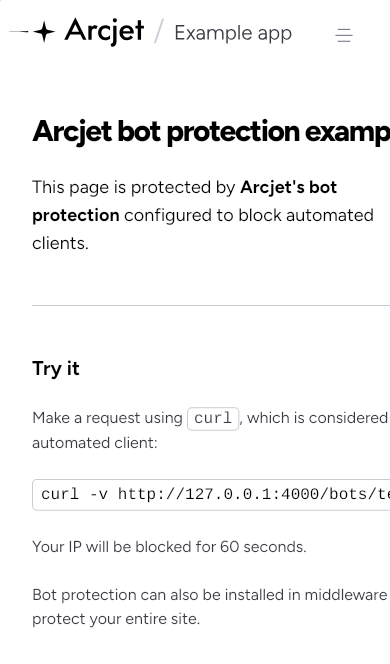 Arcjet / Example app
Arcjet bot protection examp
This page is protected by Arcjet's bot
protection configured to block automated
clients.
Try it
Make a request using curl, which is considered
automated client:
curl -v http://127.0.0.1:4000/bots/te
Your IP will be blocked for 60 seconds.
Bot protection can also be installed in middleware
protect your entire site.